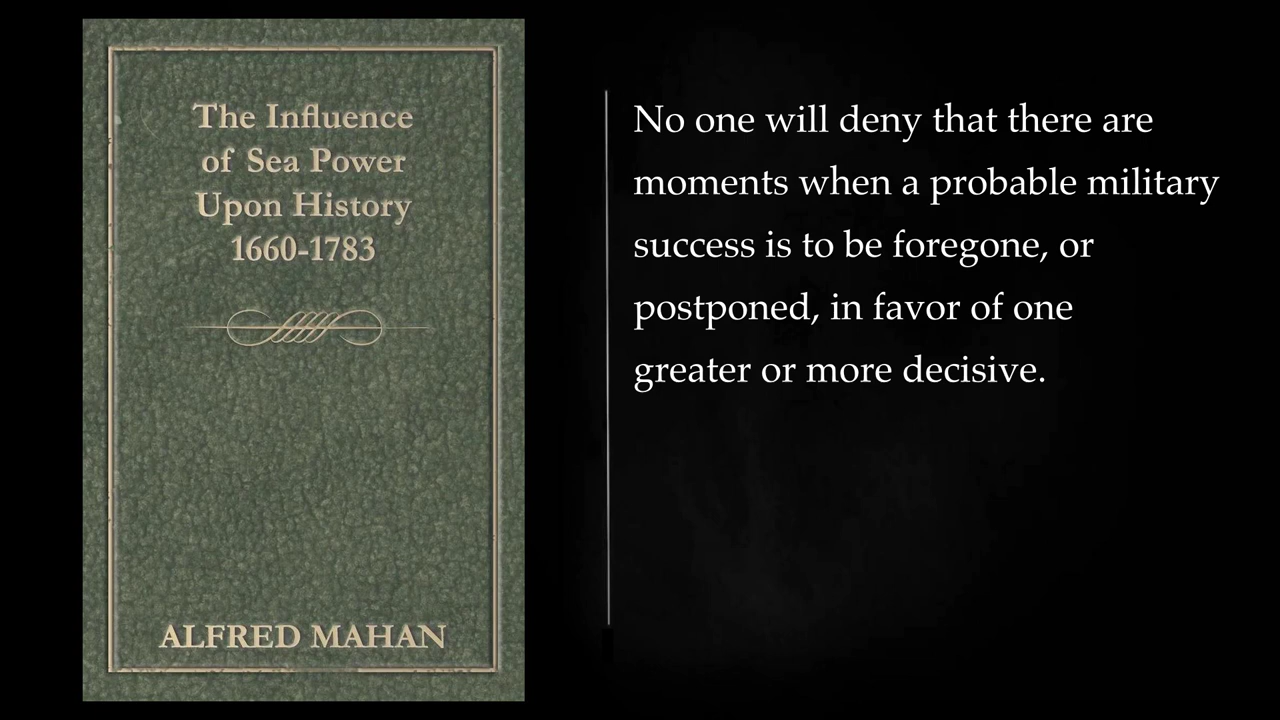 The Influence
of Sea Power
Upon History
1660-1783
ALFRED MAHAN
No one will deny that there are
moments when a probable military
success is to be foregone, or
postponed, in favor of one
greater or more decisive.